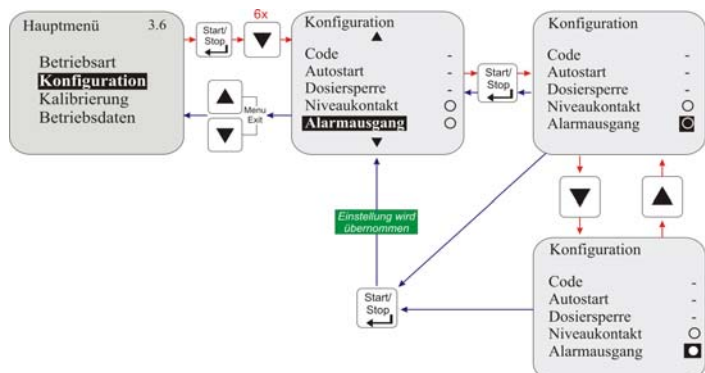 Hauptmenü 3.6
Betriebsart
Konfiguration
Kalibrierung
Betriebsdaten
Start/
Stop
6x
Menu
Exit
Konfiguration
Code -
Autostart -
Dosiersperre -
Niveaukontakt
Alarmausgang
Start/
Stop
Konfiguration
Code -
Autostart -
Dosiersperre -
Niveaukontakt
Alarmausgang
Einstellung wird
übernommen
Start/
Stop
Konfiguration
Code -
Autostart -
Dosiersperre -
Niveaukontakt
Alarmausgang